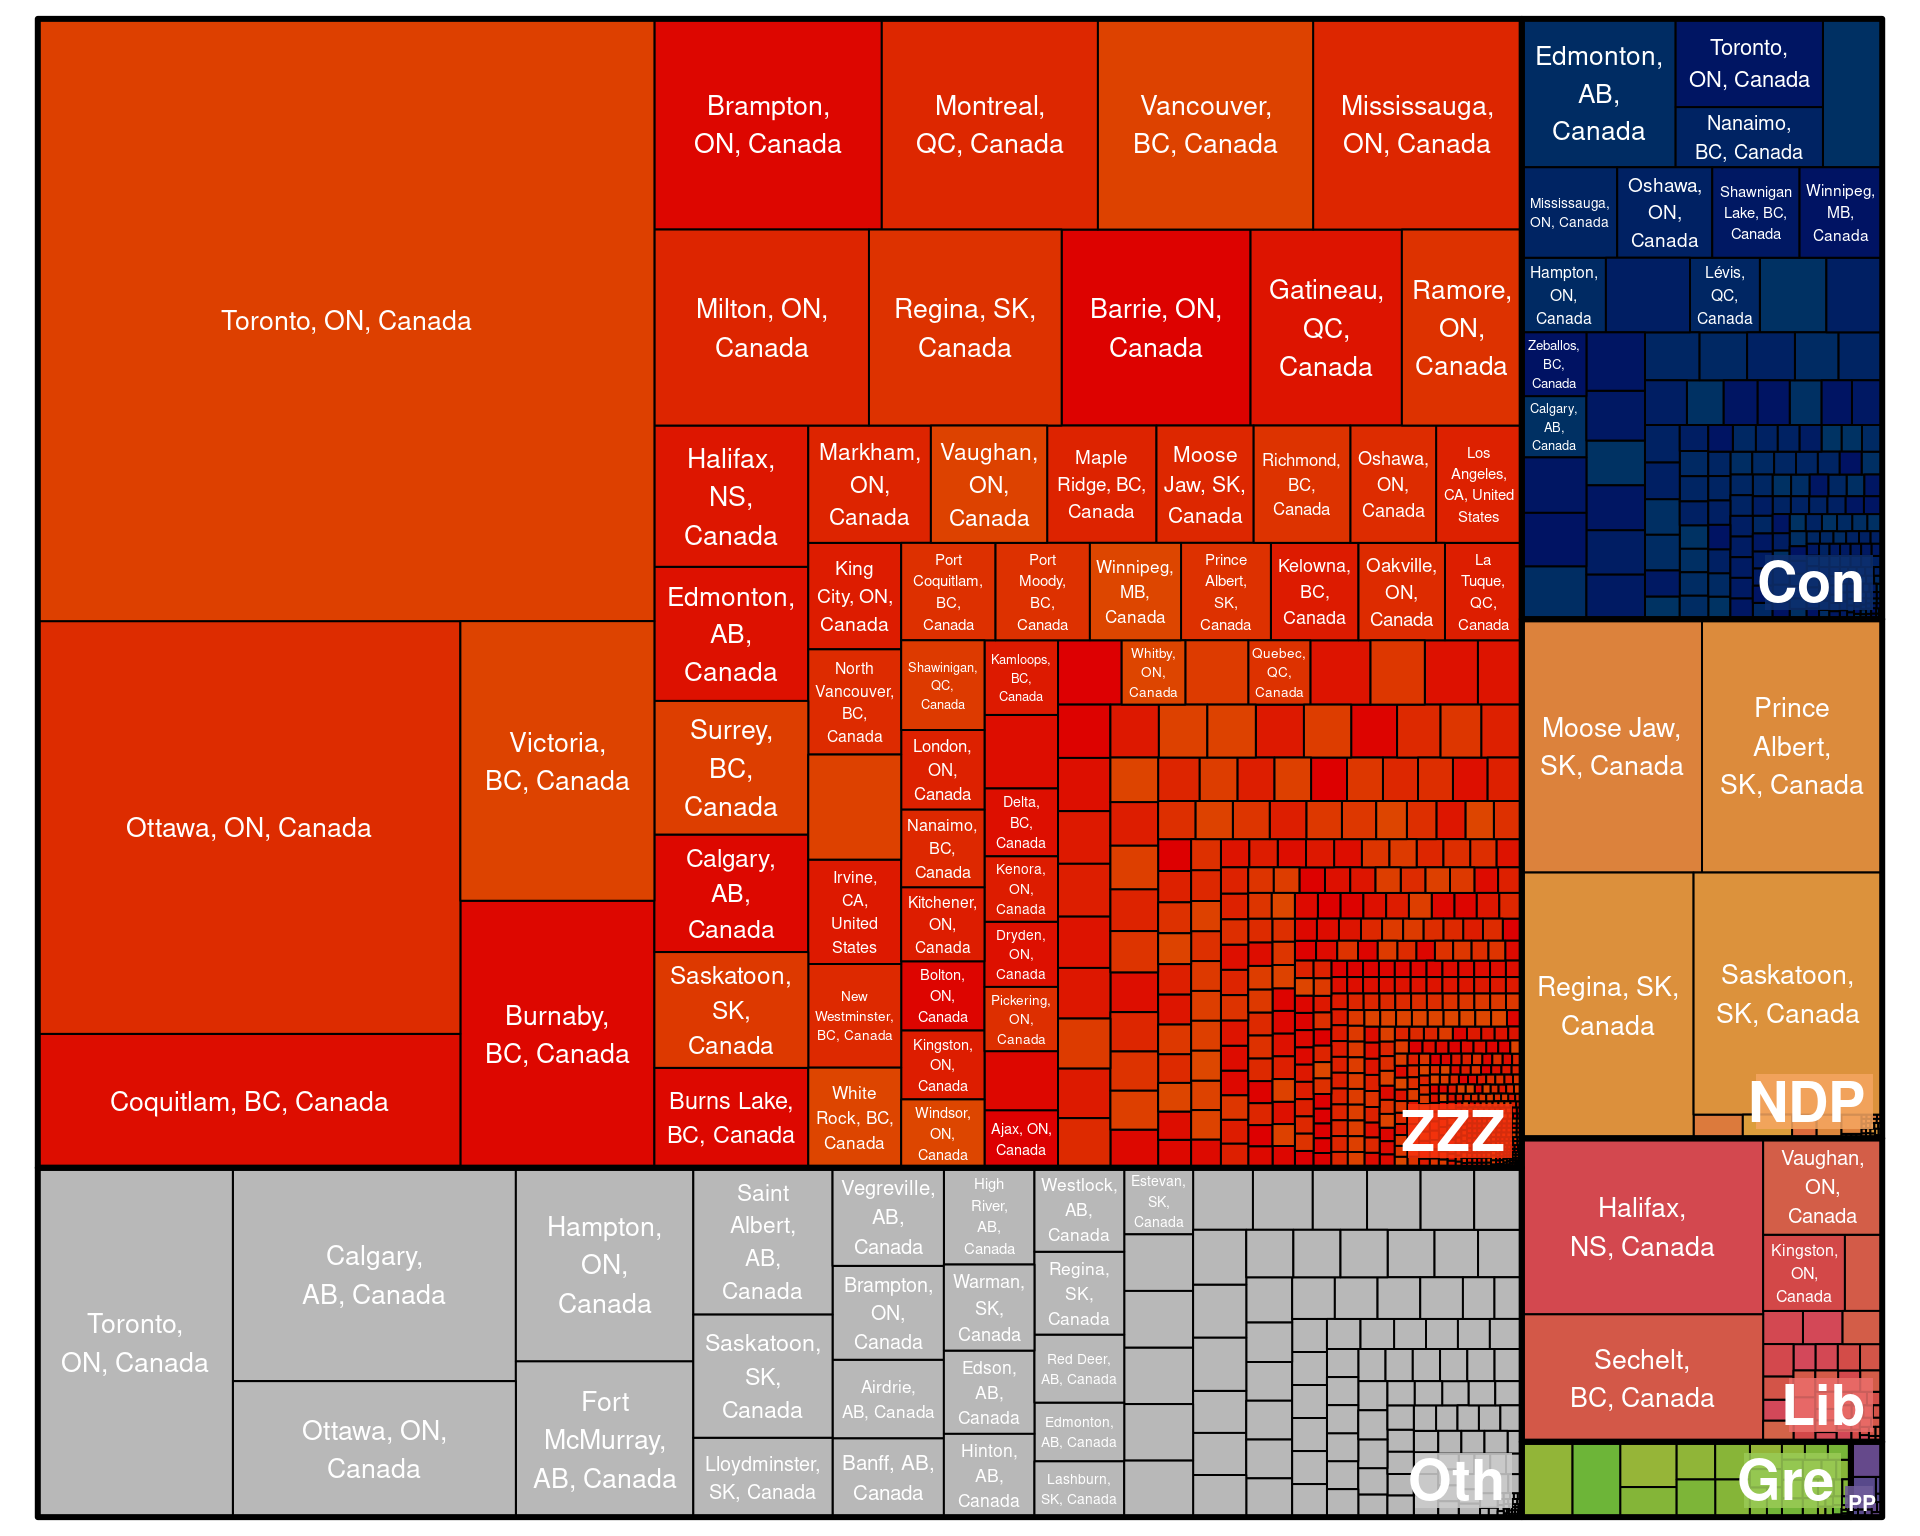 Toronto, ON, Canada
Ottawa, ON, Canada
Victoria,
BC, Canada
Burnaby,
BC, Canada
Coquitlam, BC, Canada
Brampton,
ON, Canada
Montreal,
QC, Canada
Vancouver,
BC, Canada
Mississauga,
ON, Canada
Milton, ON,
Canada
Regina, SK,
Canada
Barrie, ON,
Canada
Gatineau,
QC,
Canada
Ramore,
ON,
Canada
Halifax,
NS,
Canada
Edmonton,
AB,
Canada
Surrey,
BC,
Canada
Calgary,
AB,
Canada
Saskatoon,
SK,
Canada
Burns Lake,
BC, Canada
Markham,
ON,
Canada
Vaughan,
ON,
Canada
Maple
Ridge, BC,
Canada
Moose
Jaw, SK,
Canada
Richmond,
BC,
Canada
Oshawa,
ON,
Canada
Los
Angeles,
CA, United
States
King
City, ON,
Canada
North
Vancouver,
BC,
Canada
Irvine,
CA,
United
States
New
Westminster,
BC, Canada
White
Rock, BC,
Canada
Port
Coquitlam,
BC,
Canada
Port
Moody,
BC,
Canada
Winnipeg,
MB,
Canada
Prince
Albert,
SK,
Canada
Kelowna,
BC,
Canada
Oakville,
ON,
Canada
La
Tuque,
QC,
Canada
Shawinigan,
QC,
Canada
London,
ON,
Canada
Nanaimo,
BC,
Canada
Kitchener,
ON,
Canada
Bolton,
ON,
Canada
Kingston,
ON,
Canada
Windsor,
ON,
Canada
Kamloops,
BC,
Canada
Delta,
BC,
Canada
Kenora,
ON,
Canada
Dryden,
ON,
Canada
Pickering,
ON,
Canada
Ajax, ON,
Canada
Whitby,
ON,
Canada
Quebec,
QC,
Canada
ZZZ
Toronto,
ON, Canada
Calgary,
AB, Canada
Ottawa, ON,
Canada
Hampton,
ON,
Canada
Fort
McMurray,
AB, Canada
Saint
Albert,
AB,
Canada
Saskatoon,
SK,
Canada
Lloydminster,
SK, Canada
Vegreville,
AB,
Canada
Brampton,
ON,
Canada
Airdrie,
AB, Canada
Banff, AB,
Canada
High
River,
AB,
Canada
Warman,
SK,
Canada
Edson,
AB,
Canada
Hinton,
AB,
Canada
Westlock,
AB,
Canada
Regina,
SK,
Canada
Red Deer,
AB, Canada
Edmonton,
AB, Canada
Lashburn,
SK, Canada
Estevan,
SK,
Canada
Oth
Edmonton,
AB,
Canada
Toronto,
ON, Canada
Nanaimo,
BC, Canada
Mississauga,
ON, Canada
Oshawa,
ON,
Canada
Shawnigan
Lake, BC,
Canada
Winnipeg,
MB,
Canada
Hampton,
ON,
Canada
Lévis,
QC,
Canada
Zeballos,
BC,
Canada
Calgary,
AB,
Canada
Con
Moose Jaw,
SK, Canada
Prince
Albert,
SK, Canada
Regina, SK,
Canada
Saskatoon,
SK, Canada
NDP
Halifax,
NS, Canada
Sechelt,
BC, Canada
Vaughan,
ON,
Canada
Kingston,
ON,
Canada
Lib
Gre
PP